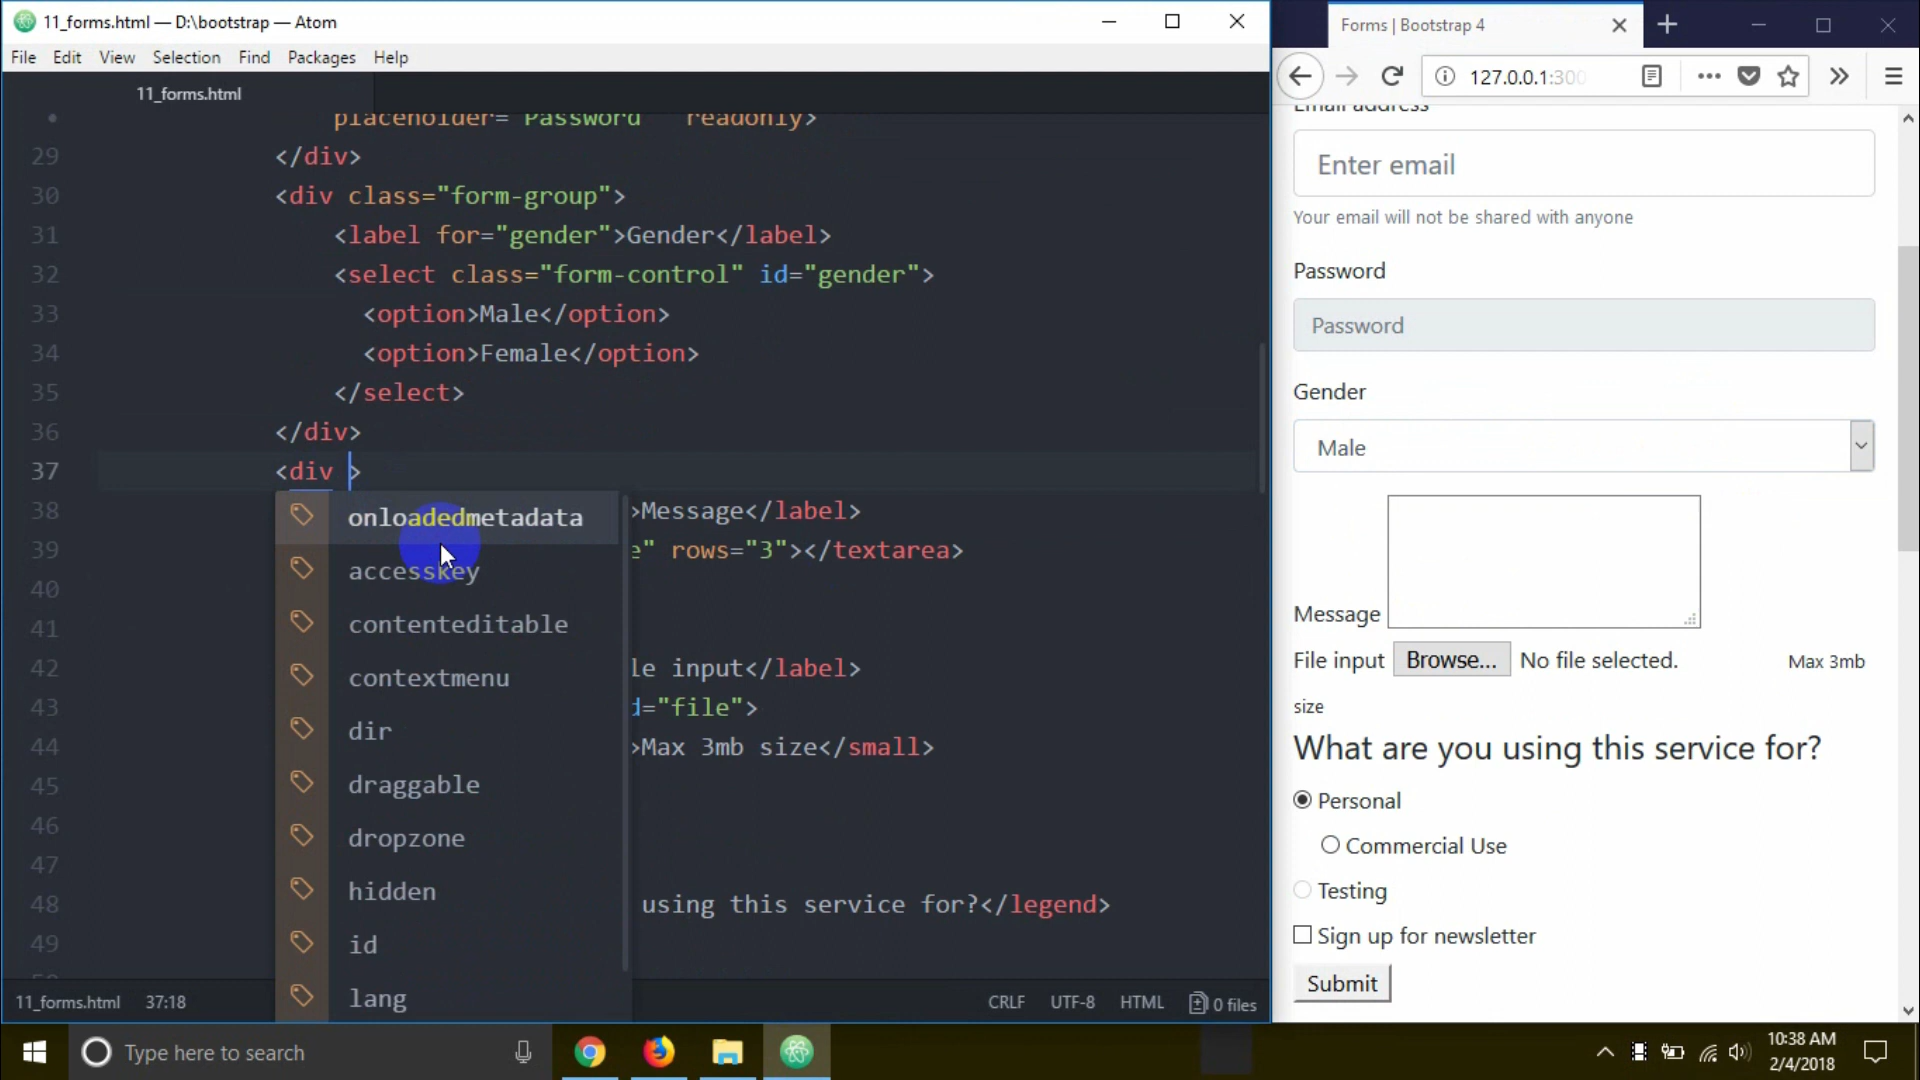 11_forms.html — D:\bootstrap — Atom
File Edit View Selection Find Packages Help
11_forms.html
placeholder="Password" readonly>
29 </div>
30 <div class="form-group">
31 <label for="gender">Gender</label>
32 <select class="form-control" id="gender">
33 <option>Male</option>
34 <option>Female</option>
35 </select>
36 </div>
37 <div >
38 >Message</label>
39 e" rows="3"></textarea>
40
41
42 le input</label>
43 d="file">
44 >Max 3mb size</small>
45
46
47
48 using this service for?</legend>
49
onloadedmetadata
accesskey
contenteditable
contextmenu
dir
draggable
dropzone
hidden
id
lang
11_forms.html 37:18 CRLF UTF-8 HTML 0 files
Forms | Bootstrap 4
127.0.0.1:300
Email address
Enter email
Your email will not be shared with anyone
Password
Password
Gender
Male
Message
File input Browse... No file selected. Max 3mb
size
What are you using this service for?
Personal
Commercial Use
Testing
Sign up for newsletter
Submit
Type here to search
10:38 AM
2/4/2018